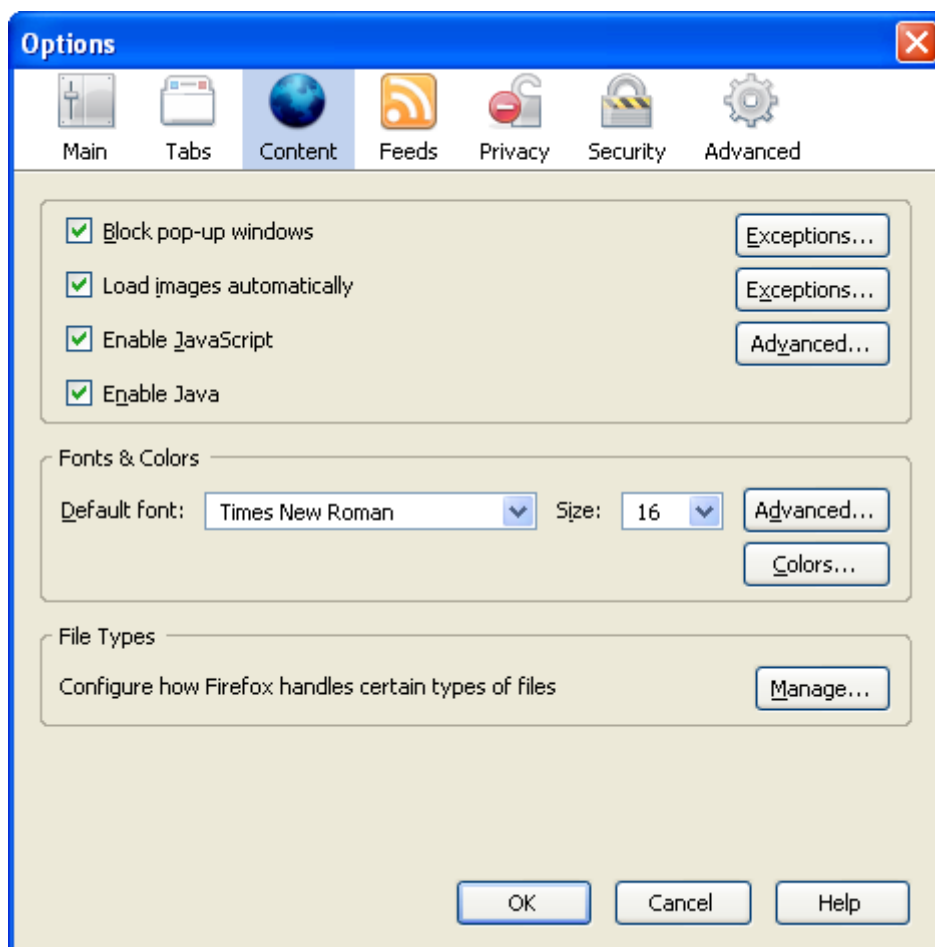 Options
Main Tabs Content Feeds Privacy Security Advanced
Block pop-up windows Exceptions...
Load images automatically Exceptions...
Enable JavaScript Advanced...
Enable Java
Fonts & Colors
Default font: Times New Roman Size: 16 Advanced...
Colors...
File Types
Configure how Firefox handles certain types of files Manage...
OK Cancel Help